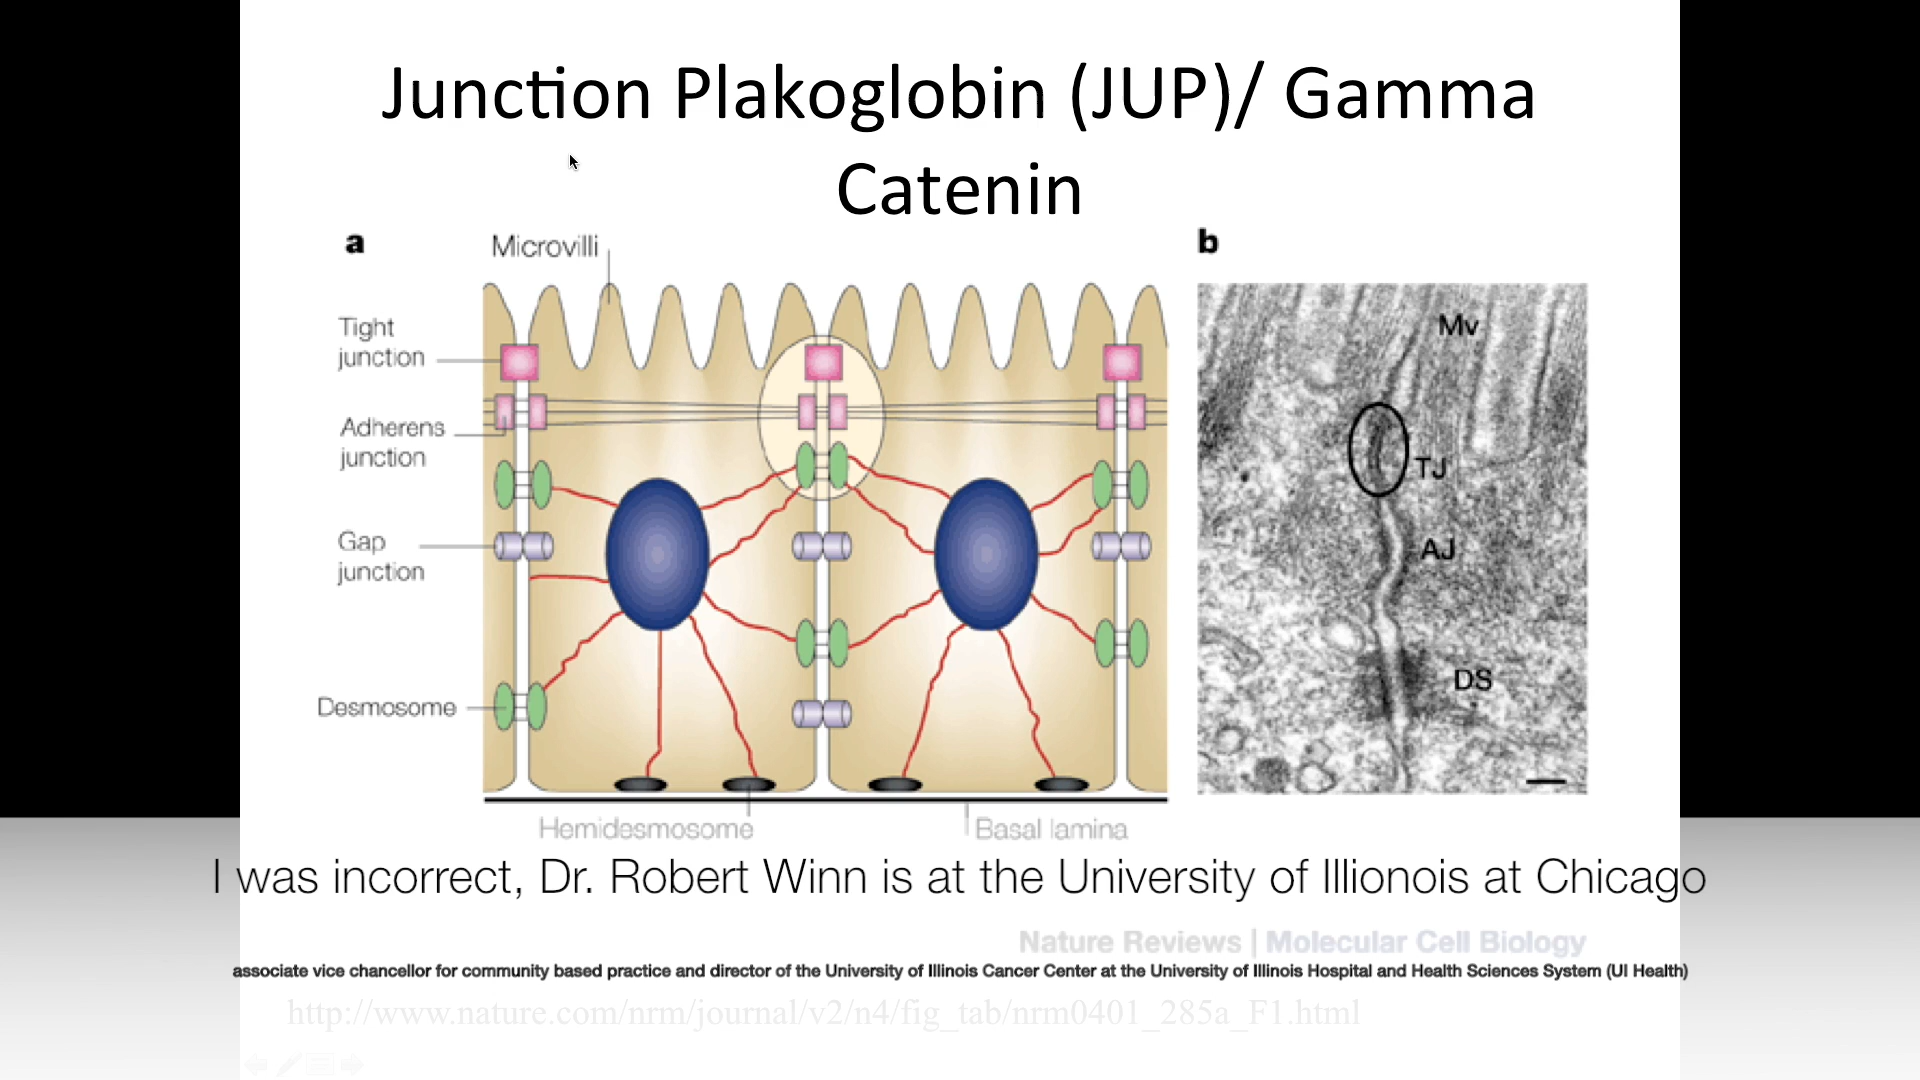 Junction Plakoglobin (JUP)/ Gamma
Catenin
a
Microvilli
Tight
junction
Adherens
junction
Gap
junction
Desmosome
Hemidesmosome
Basal lamina
b
Mv
TJ
AJ
DS
I was incorrect, Dr. Robert Winn is at the University of Illionois at Chicago
Nature Reviews | Molecular Cell Biology
associate vice chancellor for community based practice and director of the University of Illinois Cancer Center at the University of Illinois Hospital and Health Sciences System (UI Health)
http://www.nature.com/nrm/journal/v2/n4/fig_tab/nrm0401_285a_F1.html